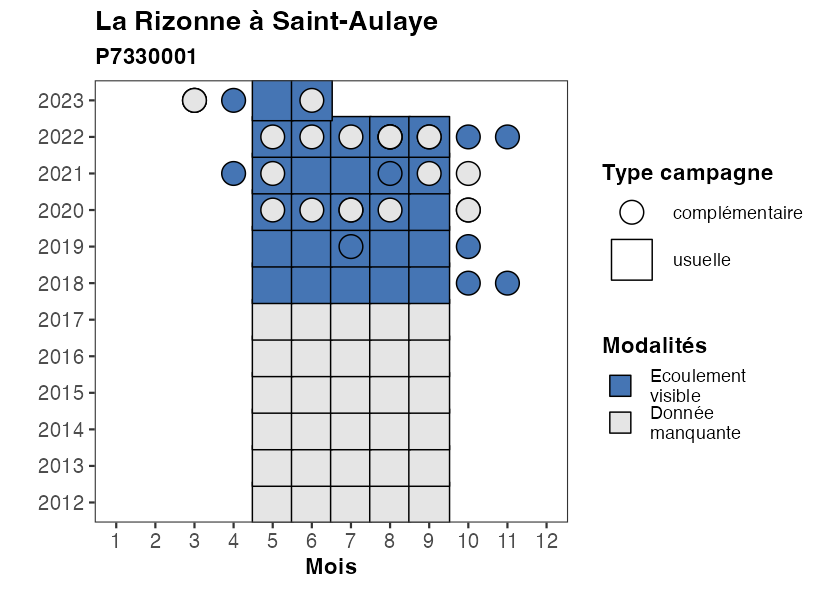 La Rizonne à Saint-Aulaye
P7330001
2023
2022
2021
2020
2019
2018
2017
2016
2015
2014
2013
2012
1 2 3 4 5 6 7 8 9 10 11 12
Mois
Type campagne
complémentaire
usuelle
Modalités
Ecoulement
visible
Donnée
manquante